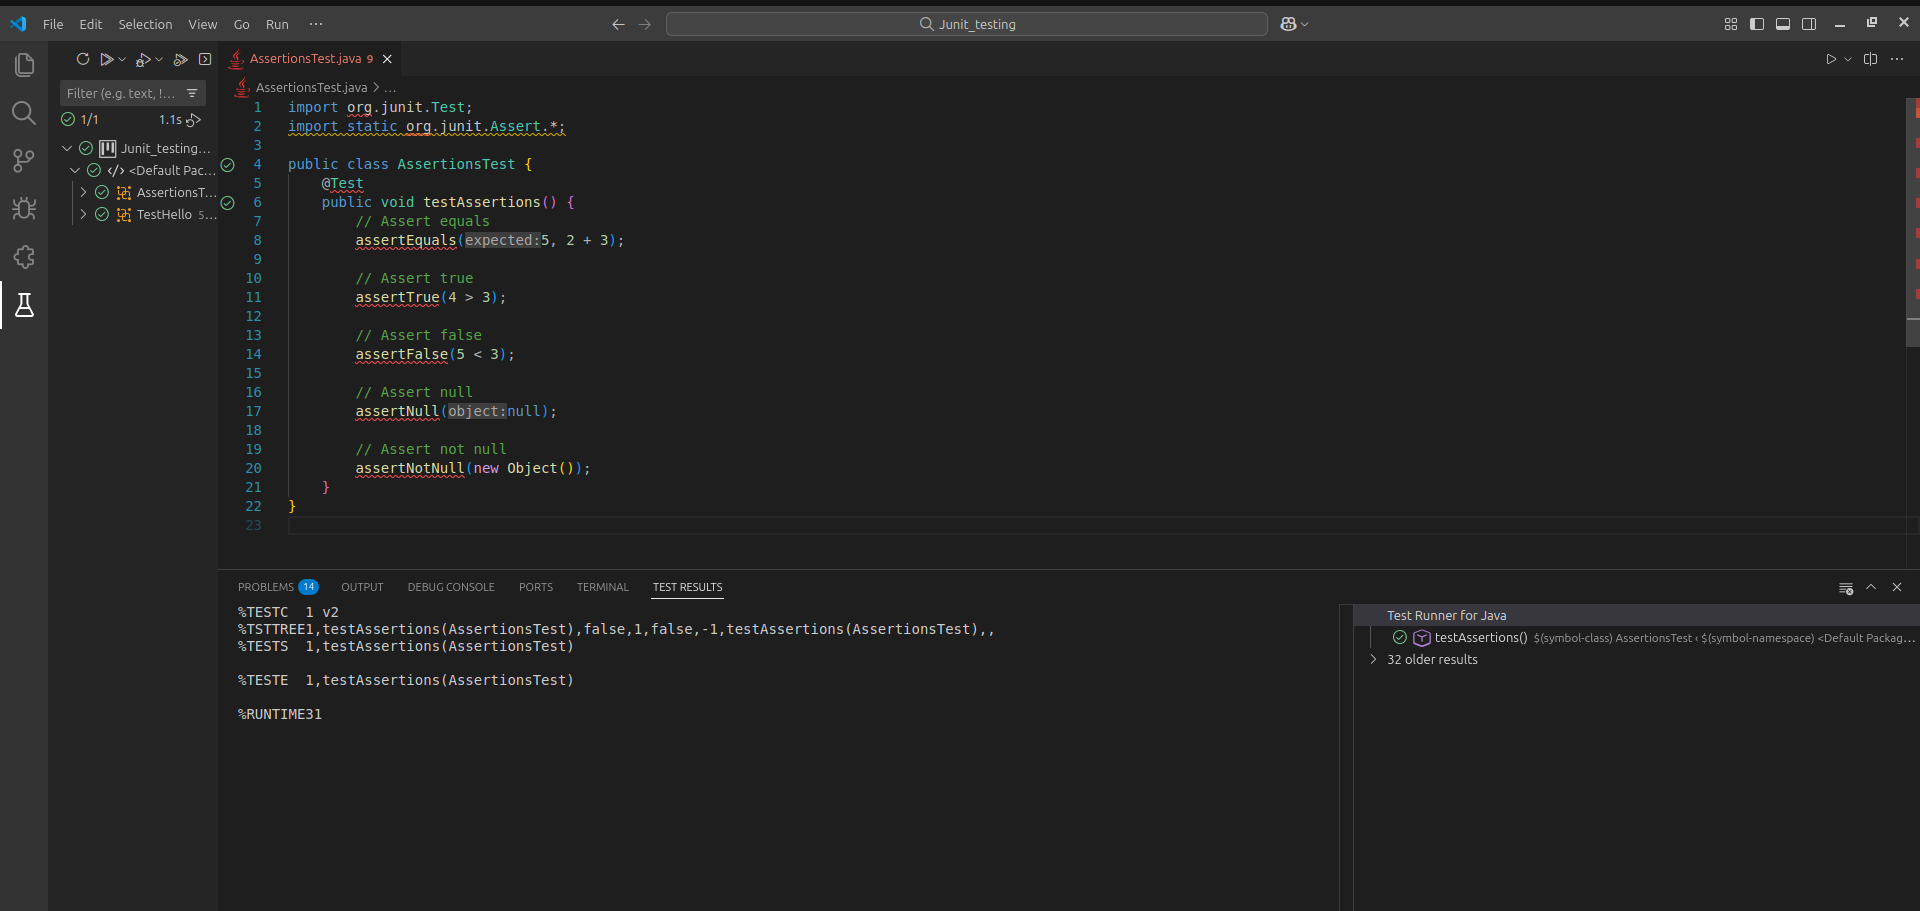 File Edit Selection View Go Run ···
Junit_testing
AssertionsTest.java 9
Filter (e.g. text, !...
AssertionsTest.java > ...
1/1 1.1s
Junit_testing...
<Default Pac...
AssertionsT...
TestHello 5...
1 import org.junit.Test;
2 import static org.junit.Assert.*;
3
4 public class AssertionsTest {
5 @Test
6 public void testAssertions() {
7 // Assert equals
8 assertEquals(expected:5, 2 + 3);
9
10 // Assert true
11 assertTrue(4 > 3);
12
13 // Assert false
14 assertFalse(5 < 3);
15
16 // Assert null
17 assertNull(object:null);
18
19 // Assert not null
20 assertNotNull(new Object());
21 }
22 }
23
PROBLEMS 14 OUTPUT DEBUG CONSOLE PORTS TERMINAL TEST RESULTS
%TESTC  1 v2
%TSTTREE1,testAssertions(AssertionsTest),false,1,false,-1,testAssertions(AssertionsTest),,
%TESTS  1,testAssertions(AssertionsTest)
%TESTE  1,testAssertions(AssertionsTest)
%RUNTIME31
Test Runner for Java
testAssertions() $(symbol-class) AssertionsTest ‹ $(symbol-namespace) <Default Packag...
32 older results